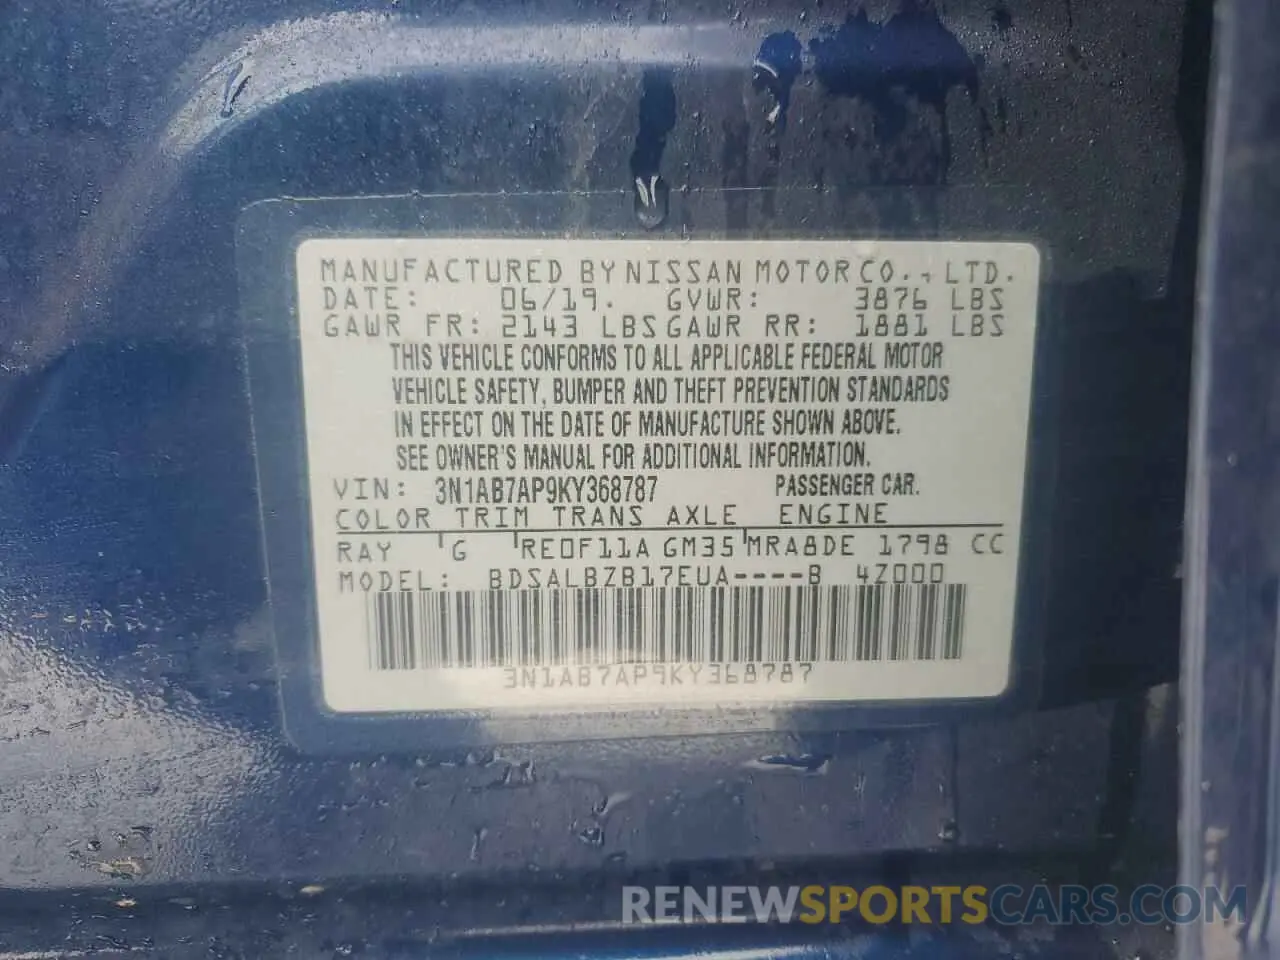 MANUFACTURED BY NISSAN MOTOR CO., LTD.
DATE: 06/19. GVWR: 3876 LBS
GAWR FR: 2143 LBS GAWR RR: 1881 LBS
THIS VEHICLE CONFORMS TO ALL APPLICABLE FEDERAL MOTOR
VEHICLE SAFETY, BUMPER AND THEFT PREVENTION STANDARDS
IN EFFECT ON THE DATE OF MANUFACTURE SHOWN ABOVE.
SEE OWNER'S MANUAL FOR ADDITIONAL INFORMATION.
VIN: 3N1AB7AP9KY368787 PASSENGER CAR.
COLOR TRIM TRANS AXLE ENGINE
RAY G RE0F11A GM35 MRA8DE 1798 CC
MODEL: BDSALBZB17EUA----B 4Z000
3N1AB7AP9KY368787
RENEWSPORTSCARS.COM